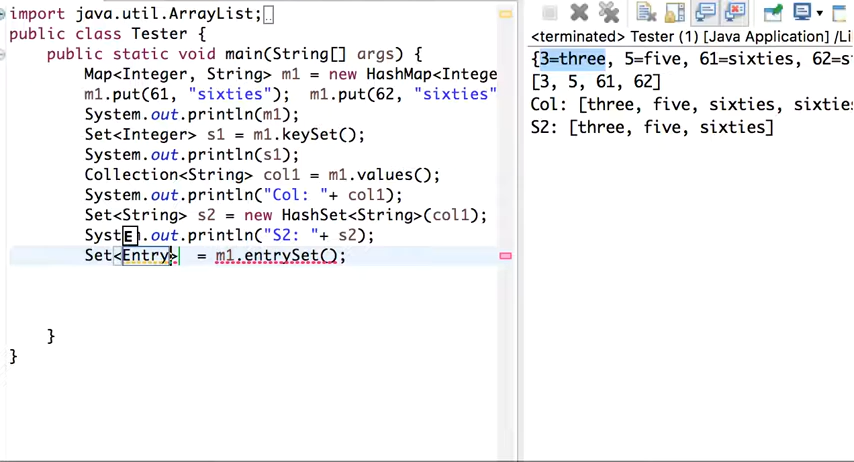 import java.util.ArrayList;
public class Tester {
public static void main(String[] args) {
Map<Integer, String> m1 = new HashMap<Intege
m1.put(61, "sixties"); m1.put(62, "sixties"
System.out.println(m1);
Set<Integer> s1 = m1.keySet();
System.out.println(s1);
Collection<String> col1 = m1.values();
System.out.println("Col: "+ col1);
Set<String> s2 = new HashSet<String>(col1);
System.out.println("S2: "+ s2);
E
Set<Entry> = m1.entrySet();
}
}
<terminated> Tester (1) [Java Application] /Li
{3=three, 5=five, 61=sixties, 62=si
[3, 5, 61, 62]
Col: [three, five, sixties, sixties
S2: [three, five, sixties]